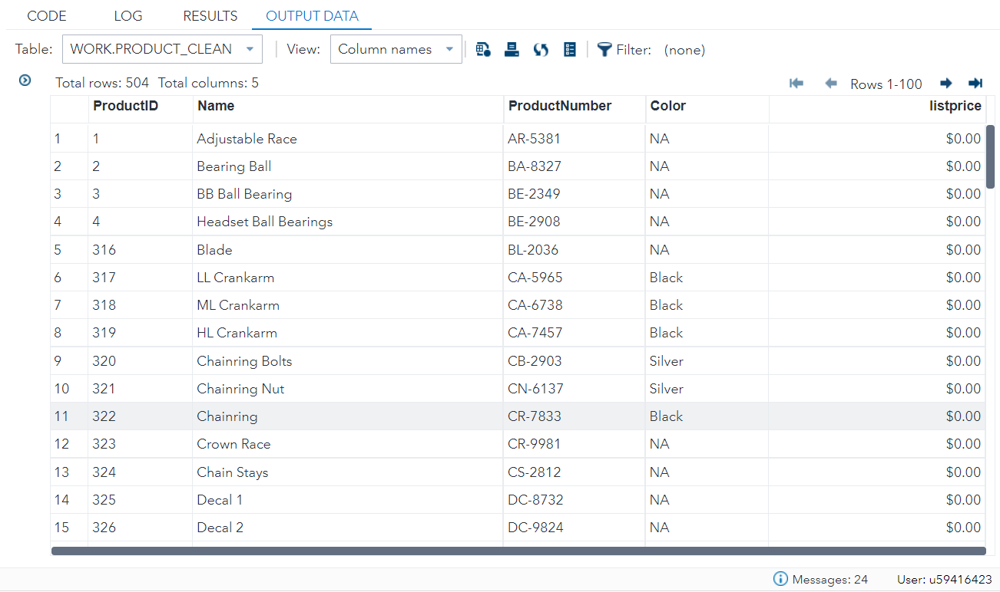 CODE LOG RESULTS OUTPUT DATA
Table: WORK.PRODUCT_CLEAN View: Column names Filter: (none)
Total rows: 504 Total columns: 5 Rows 1-100
ProductID Name ProductNumber Color listprice
1 1 Adjustable Race AR-5381 NA $0.00
2 2 Bearing Ball BA-8327 NA $0.00
3 3 BB Ball Bearing BE-2349 NA $0.00
4 4 Headset Ball Bearings BE-2908 NA $0.00
5 316 Blade BL-2036 NA $0.00
6 317 LL Crankarm CA-5965 Black $0.00
7 318 ML Crankarm CA-6738 Black $0.00
8 319 HL Crankarm CA-7457 Black $0.00
9 320 Chainring Bolts CB-2903 Silver $0.00
10 321 Chainring Nut CN-6137 Silver $0.00
11 322 Chainring CR-7833 Black $0.00
12 323 Crown Race CR-9981 NA $0.00
13 324 Chain Stays CS-2812 NA $0.00
14 325 Decal 1 DC-8732 NA $0.00
15 326 Decal 2 DC-9824 NA $0.00
Messages: 24 User: u59416423